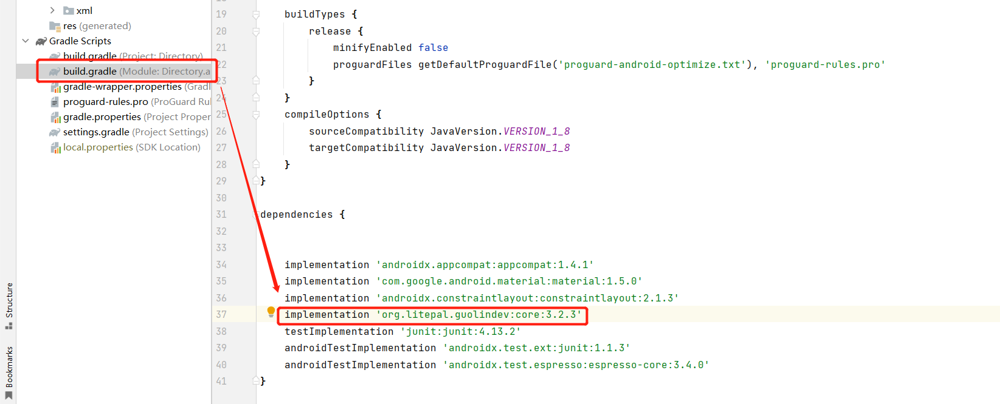 xml
res (generated)
Gradle Scripts
build.gradle (Project: Directory)
build.gradle (Module: Directory.a
gradle-wrapper.properties (Gradl
proguard-rules.pro (ProGuard Rul
gradle.properties (Project Proper
settings.gradle (Project Settings)
local.properties (SDK Location)
Structure
Bookmarks
19 buildTypes {
20 release {
21 minifyEnabled false
22 proguardFiles getDefaultProguardFile('proguard-android-optimize.txt'), 'proguard-rules.pro'
23 }
24 }
25 compileOptions {
26 sourceCompatibility JavaVersion.VERSION_1_8
27 targetCompatibility JavaVersion.VERSION_1_8
28 }
29 }
30
31 dependencies {
32
33
34 implementation 'androidx.appcompat:appcompat:1.4.1'
35 implementation 'com.google.android.material:material:1.5.0'
36 implementation 'androidx.constraintlayout:constraintlayout:2.1.3'
37 implementation 'org.litepal.guolindev:core:3.2.3'
38 testImplementation 'junit:junit:4.13.2'
39 androidTestImplementation 'androidx.test.ext:junit:1.1.3'
40 androidTestImplementation 'androidx.test.espresso:espresso-core:3.4.0'
41 }